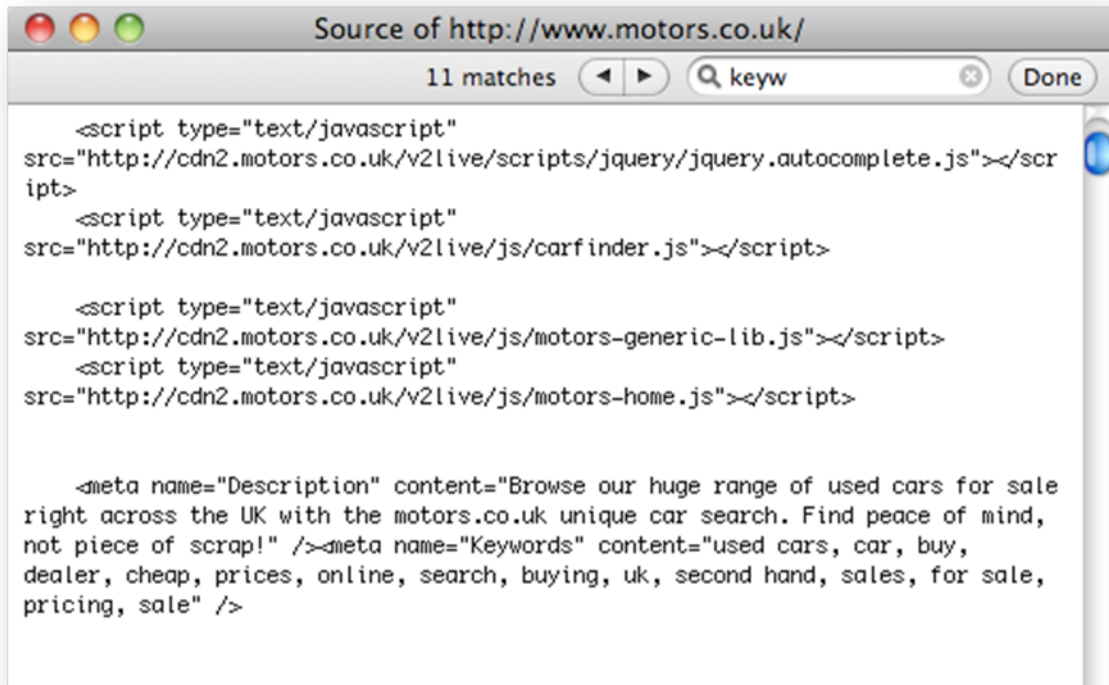 Source of http://www.motors.co.uk/
11 matches keyw Done
<script type="text/javascript"
src="http://cdn2.motors.co.uk/v2live/scripts/jquery/jquery.autocomplete.js"></scr
ipt>
<script type="text/javascript"
src="http://cdn2.motors.co.uk/v2live/js/carfinder.js"></script>
<script type="text/javascript"
src="http://cdn2.motors.co.uk/v2live/js/motors-generic-lib.js"></script>
<script type="text/javascript"
src="http://cdn2.motors.co.uk/v2live/js/motors-home.js"></script>
<meta name="Description" content="Browse our huge range of used cars for sale
right across the UK with the motors.co.uk unique car search. Find peace of mind,
not piece of scrap!" /><meta name="Keywords" content="used cars, car, buy,
dealer, cheap, prices, online, search, buying, uk, second hand, sales, for sale,
pricing, sale" />